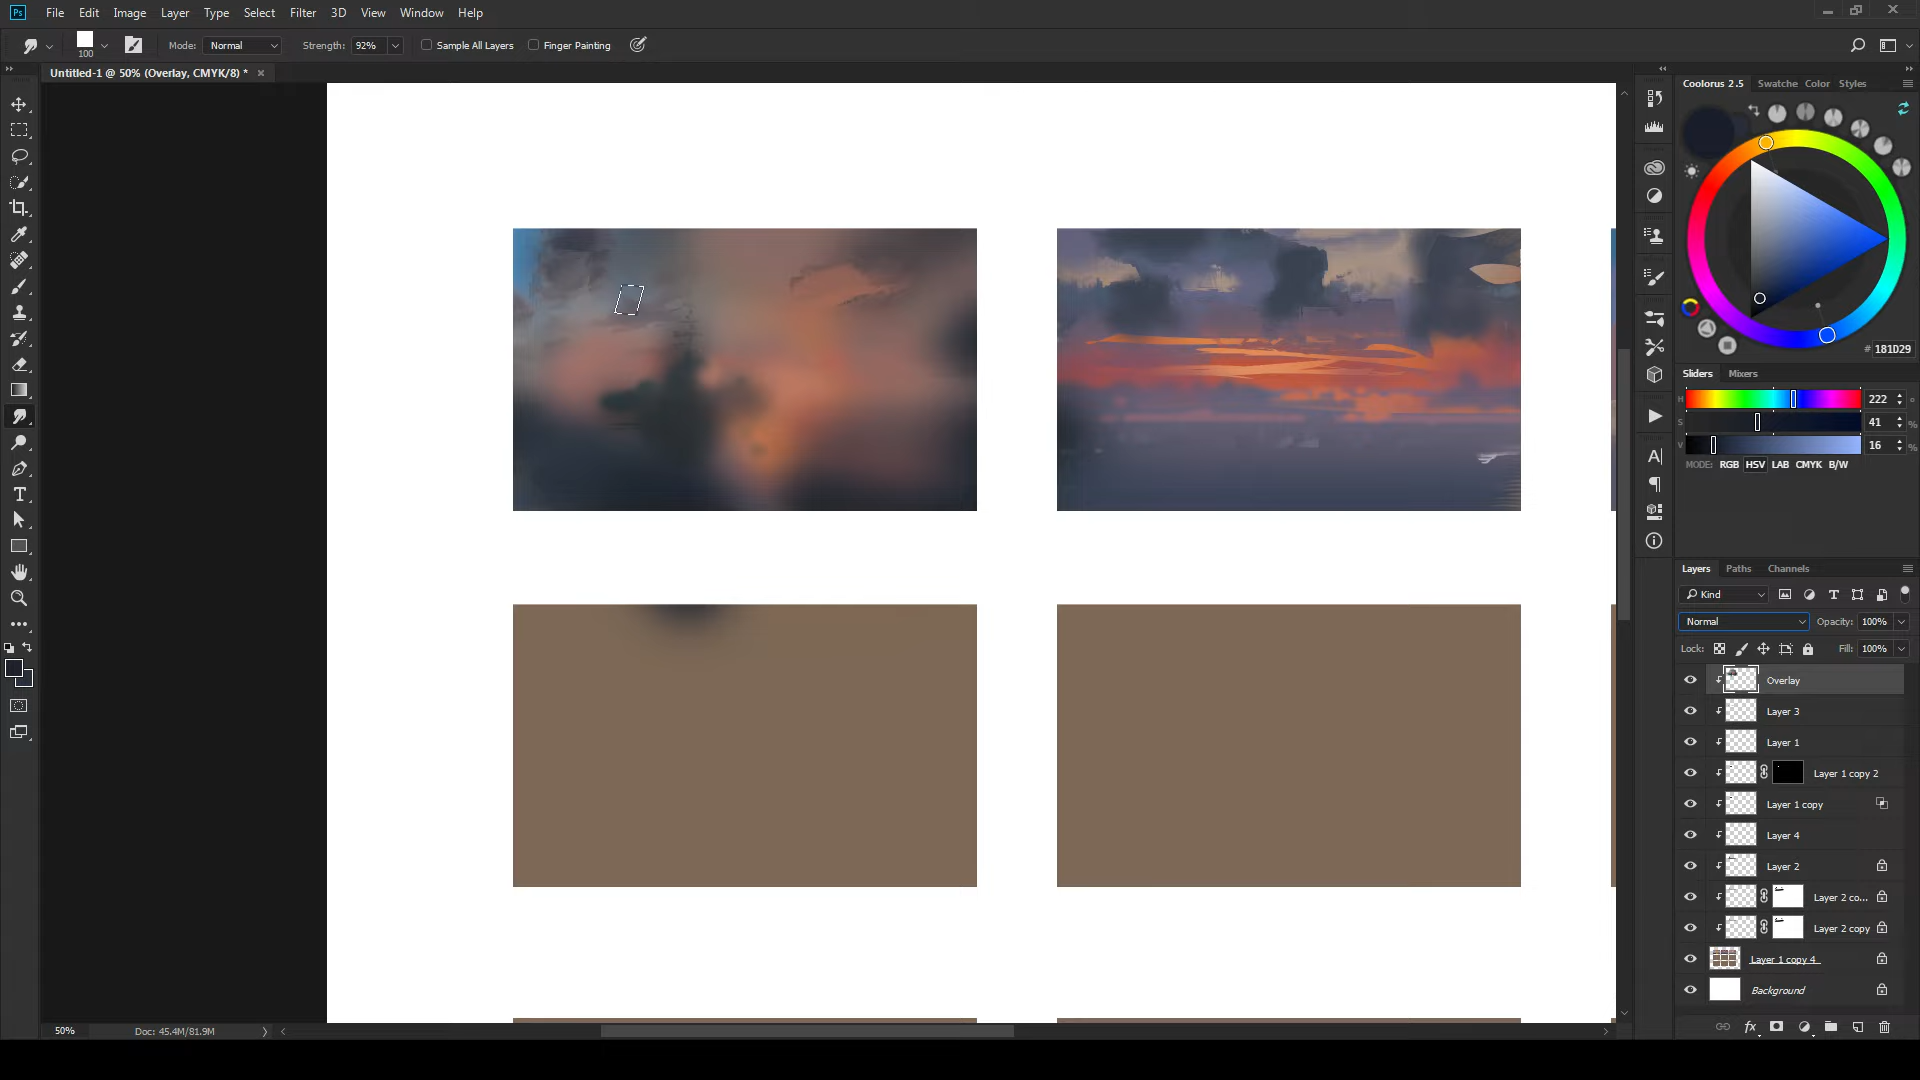 Ps File Edit Image Layer Type Select Filter 3D View Window Help
100 Mode: Normal Strength: 92% Sample All Layers Finger Painting
Untitled-1 @ 50% (Overlay, CMYK/8) *
Coolorus 2.5 Swatche Color Styles
# 181D29
Sliders Mixers
H 222 °
S 41 %
V 16 %
MODE: RGB HSV LAB CMYK B/W
Layers Paths Channels
Kind
Normal Opacity: 100%
Lock: Fill: 100%
Overlay
Layer 3
Layer 1
Layer 1 copy 2
Layer 1 copy
Layer 4
Layer 2
Layer 2 co...
Layer 2 copy
Layer 1 copy 4
Background
fx
50% Doc: 45.4M/81.9M